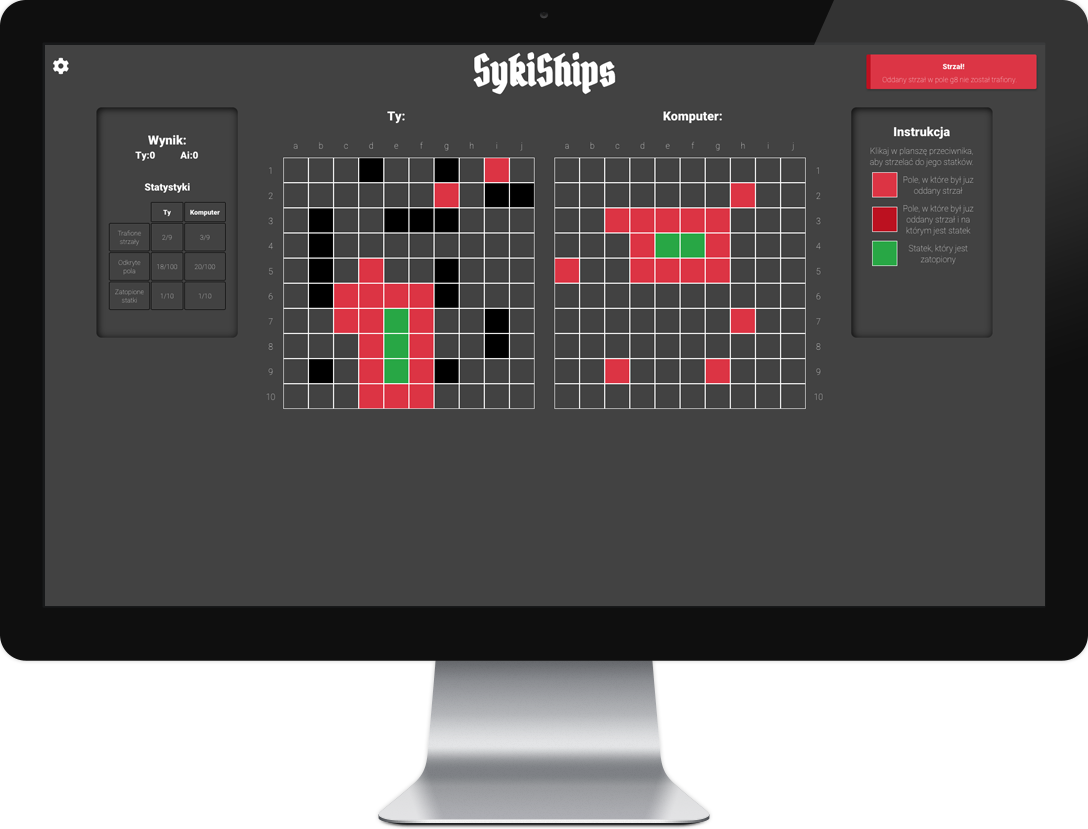 SykiShips
Strzał!
Oddany strzał w pole g8 nie został trafiony
Wynik:
Ty:0 Ai:0
Statystyki
Ty Komputer
Trafione
strzały
2/9 3/9
Odkryte
pola
18/100 20/100
Zatopione
statki
1/10 1/10
Ty:
a b c d e f g h i j
1
2
3
4
5
6
7
8
9
10
Komputer:
a b c d e f g h i j
1
2
3
4
5
6
7
8
9
10
Instrukcja
Klikaj w planszę przeciwnika,
aby strzelać do jego statków.
Pole, w które był juz
oddany strzał
Pole, w które był juz
oddany strzał i na
którym jest statek
Statek, który jest
zatopiony